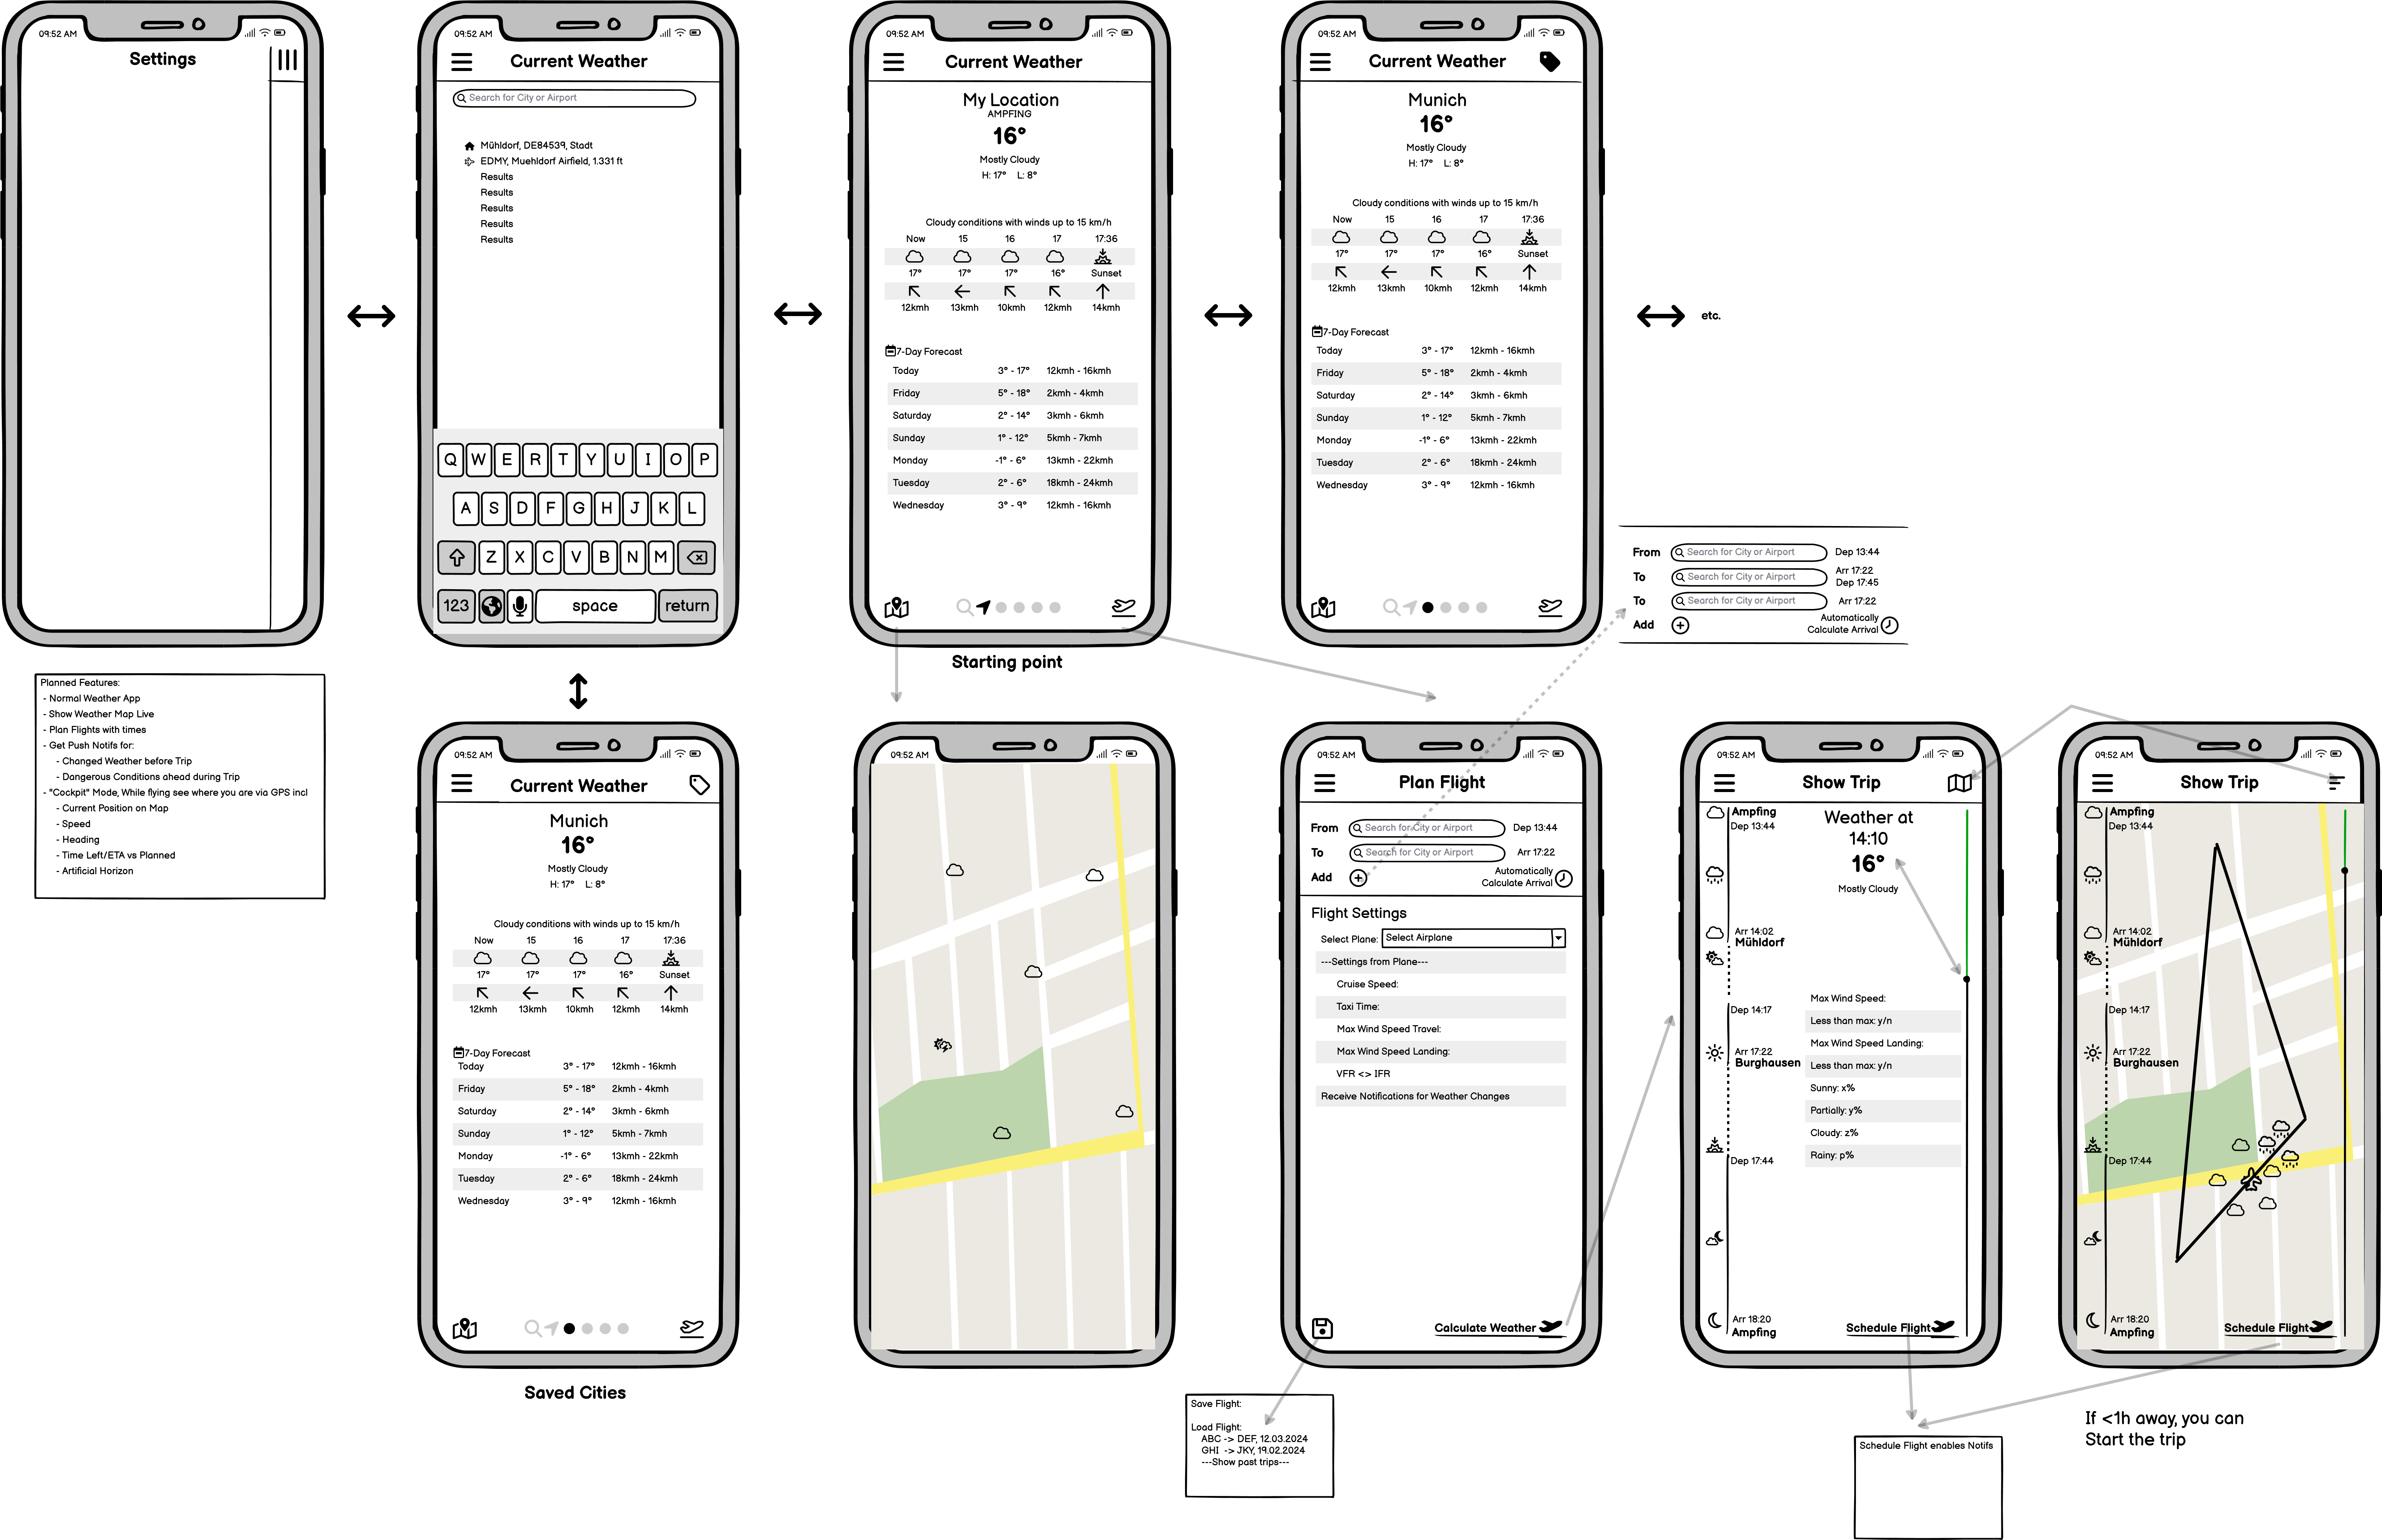 09:52 AM
Settings
09:52 AM
Current Weather
Search for City or Airport
Mühldorf, DE84539, Stadt
EDMY, Muehldorf Airfield, 1.331 ft
Results
Results
Results
Results
Results
Q W E R T Y U I O P
A S D F G H J K L
Z X C V B N M
123 space return
09:52 AM
Current Weather
My Location
AMPFING
16°
Mostly Cloudy
H: 17° L: 8°
Cloudy conditions with winds up to 15 km/h
Now 15 16 17 17:36
17° 17° 17° 16° Sunset
12kmh 13kmh 10kmh 12kmh 14kmh
7-Day Forecast
Today 3° - 17° 12kmh - 16kmh
Friday 5° - 18° 2kmh - 4kmh
Saturday 2° - 14° 3kmh - 6kmh
Sunday 1° - 12° 5kmh - 7kmh
Monday -1° - 6° 13kmh - 22kmh
Tuesday 2° - 6° 18kmh - 24kmh
Wednesday 3° - 9° 12kmh - 16kmh
Starting point
09:52 AM
Current Weather
Munich
16°
Mostly Cloudy
H: 17° L: 8°
Cloudy conditions with winds up to 15 km/h
Now 15 16 17 17:36
17° 17° 17° 16° Sunset
12kmh 13kmh 10kmh 12kmh 14kmh
7-Day Forecast
Today 3° - 17° 12kmh - 16kmh
Friday 5° - 18° 2kmh - 4kmh
Saturday 2° - 14° 3kmh - 6kmh
Sunday 1° - 12° 5kmh - 7kmh
Monday -1° - 6° 13kmh - 22kmh
Tuesday 2° - 6° 18kmh - 24kmh
Wednesday 3° - 9° 12kmh - 16kmh
etc.
From Search for City or Airport Dep 13:44
To Search for City or Airport Arr 17:22
Dep 17:45
To Search for City or Airport Arr 17:22
Add Automatically
Calculate Arrival
Planned Features:
- Normal Weather App
- Show Weather Map Live
- Plan Flights with times
- Get Push Notifs for:
- Changed Weather before Trip
- Dangerous Conditions ahead during Trip
- "Cockpit" Mode, While flying see where you are via GPS incl
- Current Position on Map
- Speed
- Heading
- Time Left/ETA vs Planned
- Artificial Horizon
09:52 AM
Current Weather
Munich
16°
Mostly Cloudy
H: 17° L: 8°
Cloudy conditions with winds up to 15 km/h
Now 15 16 17 17:36
17° 17° 17° 16° Sunset
12kmh 13kmh 10kmh 12kmh 14kmh
7-Day Forecast
Today 3° - 17° 12kmh - 16kmh
Friday 5° - 18° 2kmh - 4kmh
Saturday 2° - 14° 3kmh - 6kmh
Sunday 1° - 12° 5kmh - 7kmh
Monday -1° - 6° 13kmh - 22kmh
Tuesday 2° - 6° 18kmh - 24kmh
Wednesday 3° - 9° 12kmh - 16kmh
Saved Cities
09:52 AM
09:52 AM
Plan Flight
From Search for City or Airport Dep 13:44
To Search for City or Airport Arr 17:22
Add Automatically
Calculate Arrival
Flight Settings
Select Plane: Select Airplane
---Settings from Plane---
Cruise Speed:
Taxi Time:
Max Wind Speed Travel:
Max Wind Speed Landing:
VFR <> IFR
Receive Notifications for Weather Changes
Calculate Weather
Save Flight:
Load Flight:
ABC -> DEF, 12.03.2024
GHI -> JKY, 19.02.2024
---Show past trips---
09:52 AM
Show Trip
Ampfing
Dep 13:44
Arr 14:02
Mühldorf
Dep 14:17
Arr 17:22
Burghausen
Dep 17:44
Arr 18:20
Ampfing
Weather at
14:10
16°
Mostly Cloudy
Max Wind Speed:
Less than max: y/n
Max Wind Speed Landing:
Less than max: y/n
Sunny: x%
Partially: y%
Cloudy: z%
Rainy: p%
Schedule Flight
09:52 AM
Show Trip
Ampfing
Dep 13:44
Arr 14:02
Mühldorf
Dep 14:17
Arr 17:22
Burghausen
Dep 17:44
Arr 18:20
Ampfing
Schedule Flight
Schedule Flight enables Notifs
If <1h away, you can
Start the trip